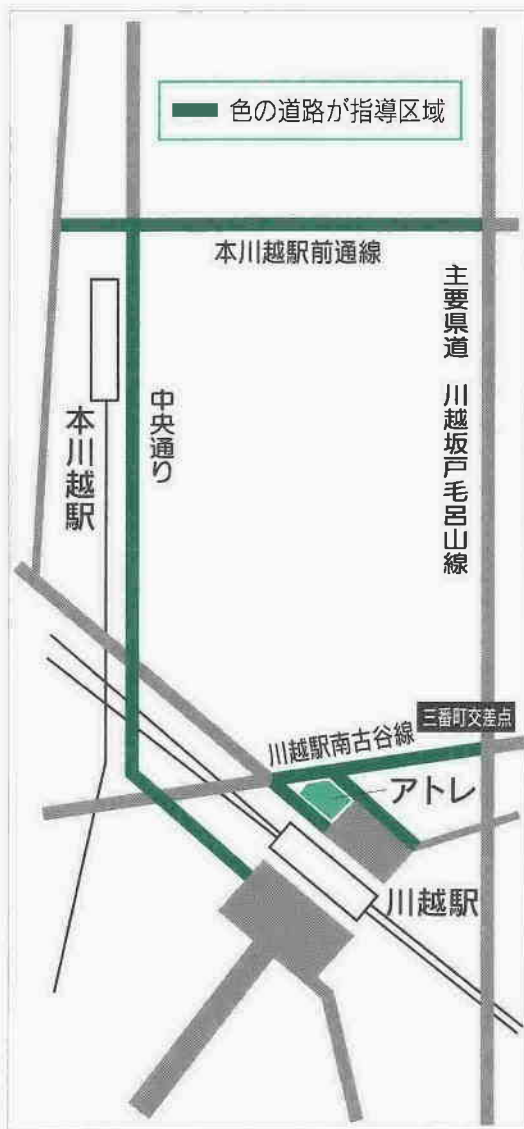 色の道路が指導区域
本川越駅前通線
主要県道 川越坂戸毛呂山線
中央通り
本川越駅
三番町交差点
川越駅南古谷線
アトレ
川越駅